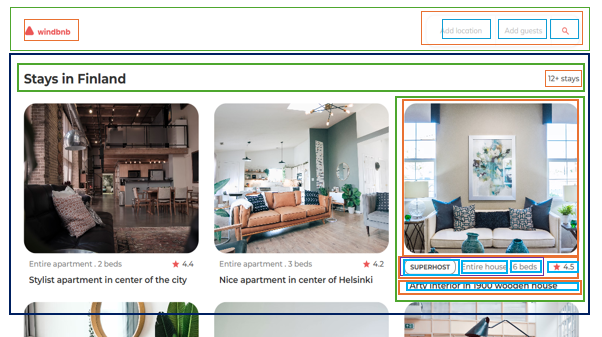 windbnb
Add location
Add guests
Stays in Finland
12+ stays
Entire apartment . 2 beds
4.4
Entire apartment . 3 beds
4.2
SUPERHOST
Entire house
6 beds
4.5
Stylist apartment in center of the city
Nice apartment in center of Helsinki
Arty interior in 1900 wooden house